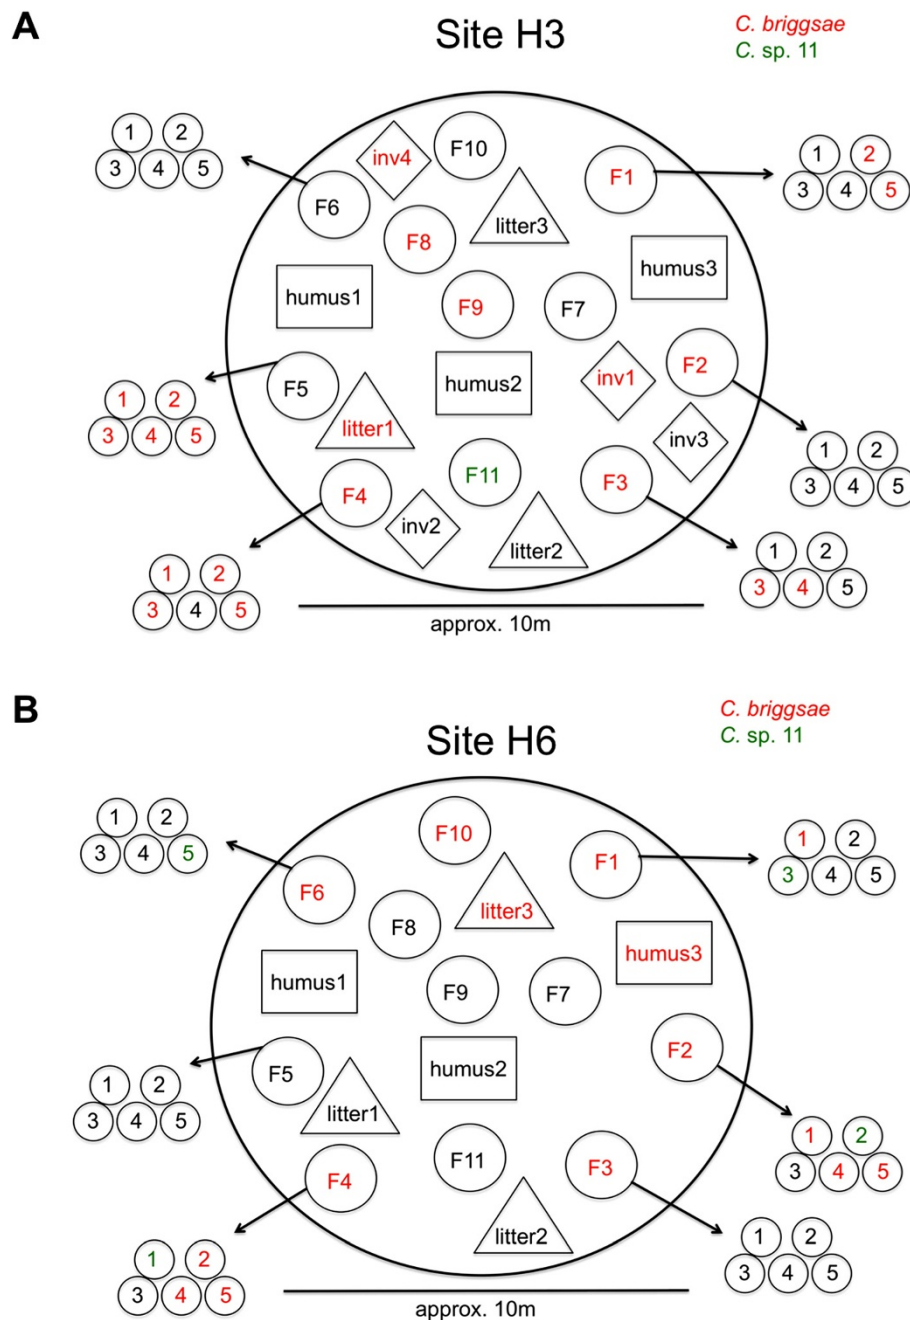 A
Site H3
C. briggsae
C. sp. 11
1 2
3 4 5
inv4
F10
F6
F1
1 2
3 4 5
F8
litter3
humus1
humus3
F9
F7
F5
humus2
inv1
F2
1 2
3 4 5
litter1
inv3
F11
F3
F4
inv2
litter2
1 2
3 4 5
1 2
3 4 5
1 2
3 4 5
approx. 10m
B
Site H6
C. briggsae
C. sp. 11
1 2
3 4 5
F10
F1
F6
1 2
3 4 5
litter3
F8
humus1
humus3
F9
F7
F2
F5
humus2
1 2
3 4 5
litter1
F11
F3
F4
1 2
3 4 5
litter2
1 2
3 4 5
1 2
3 4 5
approx. 10m